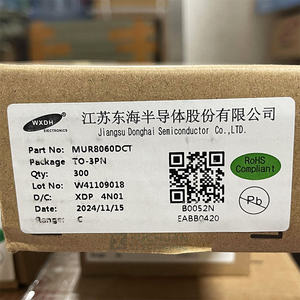 WXDH
ELECTRONICS
江苏东海半导体股份有限公司
Jiangsu Donghai Semiconductor Co.,LTD.
Part No: MUR8060DCT
Package TO-3PN
Qty: 300
Lot No: W41109018
D/C: XDP 4N01
Date: 2024/11/15
Range: C
B0052N
EABB0420
RoHS
Compliant
Pb